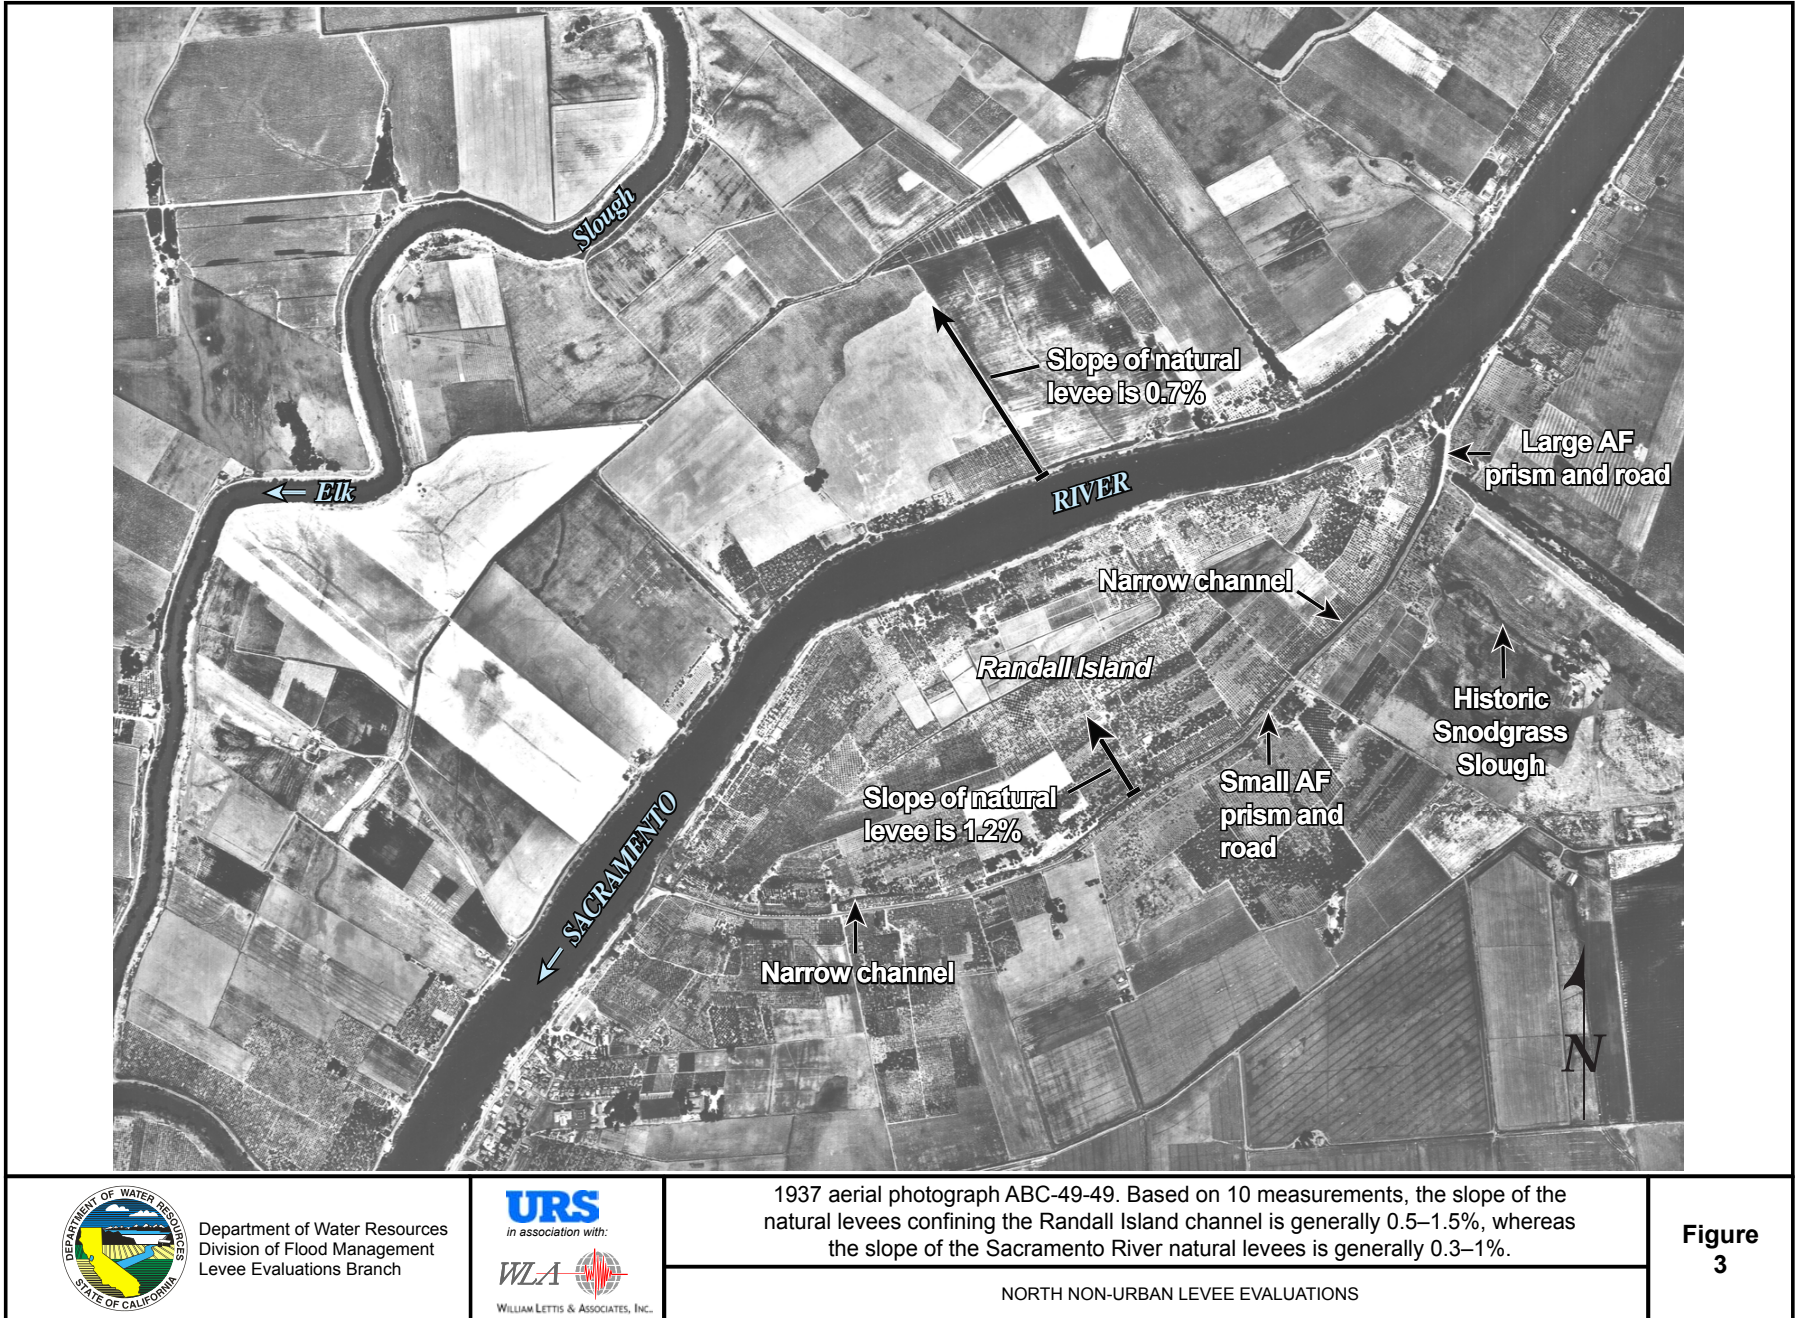 Slough
Slope of natural
levee is 0.7%
Large AF
prism and road
Elk
RIVER
Narrow channel
Randall Island
Historic
Snodgrass
Slough
Small AF
prism and
road
Slope of natural
levee is 1.2%
SACRAMENTO
Narrow channel
N
DEPARTMENT OF WATER RESOURCES
STATE OF CALIFORNIA
Department of Water Resources
Division of Flood Management
Levee Evaluations Branch
URS
in association with:
WLA
WILLIAM LETTIS & ASSOCIATES, INC.
1937 aerial photograph ABC-49-49. Based on 10 measurements, the slope of the
natural levees confining the Randall Island channel is generally 0.5–1.5%, whereas
the slope of the Sacramento River natural levees is generally 0.3–1%.
NORTH NON-URBAN LEVEE EVALUATIONS
Figure
3